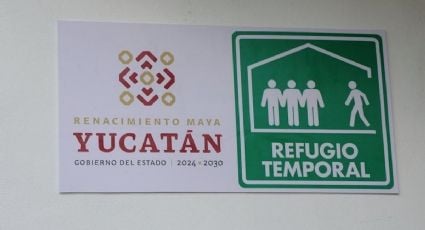 RENACIMIENTO MAYA
YUCATÁN
GOBIERNO DEL ESTADO | 2024 - 2030
REFUGIO
TEMPORAL